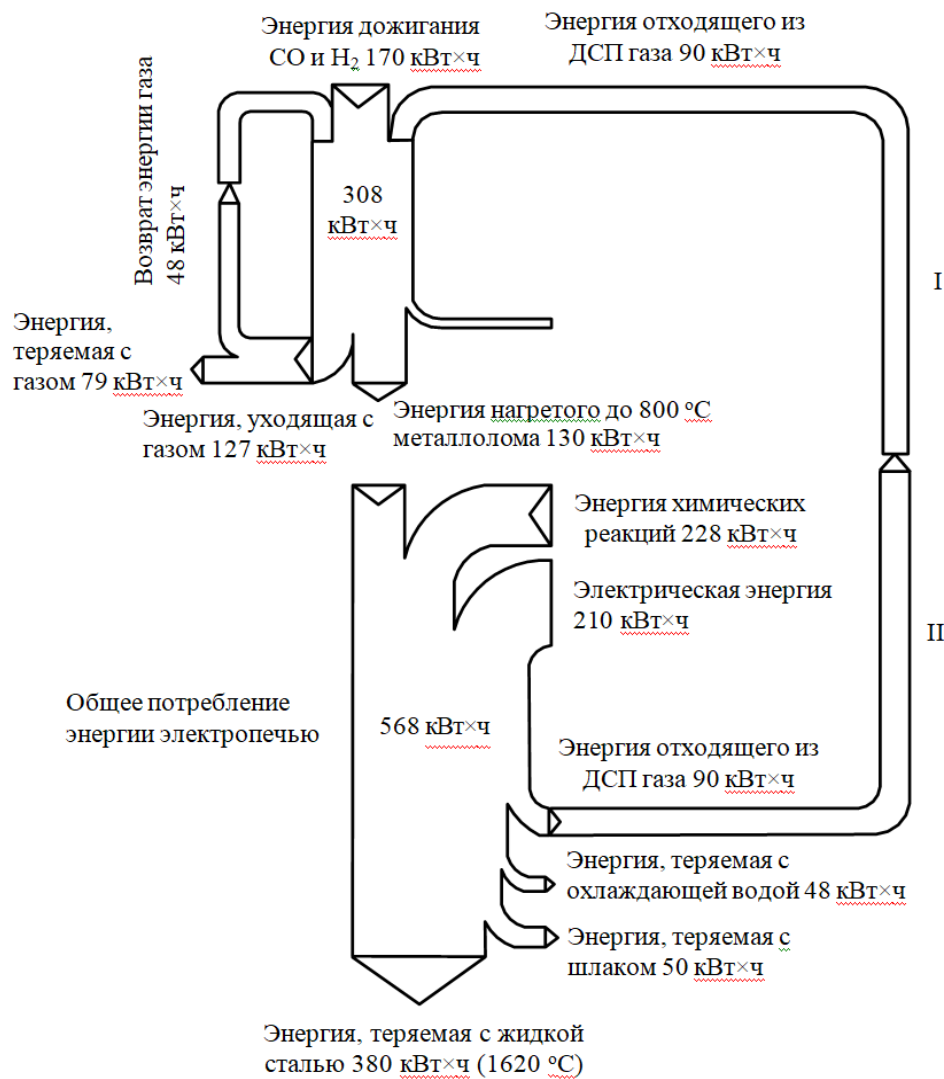 Энергия дожигания
СО и H₂ 170 кВт×ч
Энергия отходящего из
ДСП газа 90 кВт×ч
Возврат энергии газа
48 кВт×ч
308
кВт×ч
I
Энергия,
теряемая с
газом 79 кВт×ч
Энергия, уходящая с
газом 127 кВт×ч
Энергия нагретого до 800 ºС
металлолома 130 кВт×ч
Энергия химических
реакций 228 кВт×ч
Электрическая энергия
210 кВт×ч
II
Общее потребление
энергии электропечью
568 кВт×ч
Энергия отходящего из
ДСП газа 90 кВт×ч
Энергия, теряемая с
охлаждающей водой 48 кВт×ч
Энергия, теряемая с
шлаком 50 кВт×ч
Энергия, теряемая с жидкой
сталью 380 кВт×ч (1620 ºС)